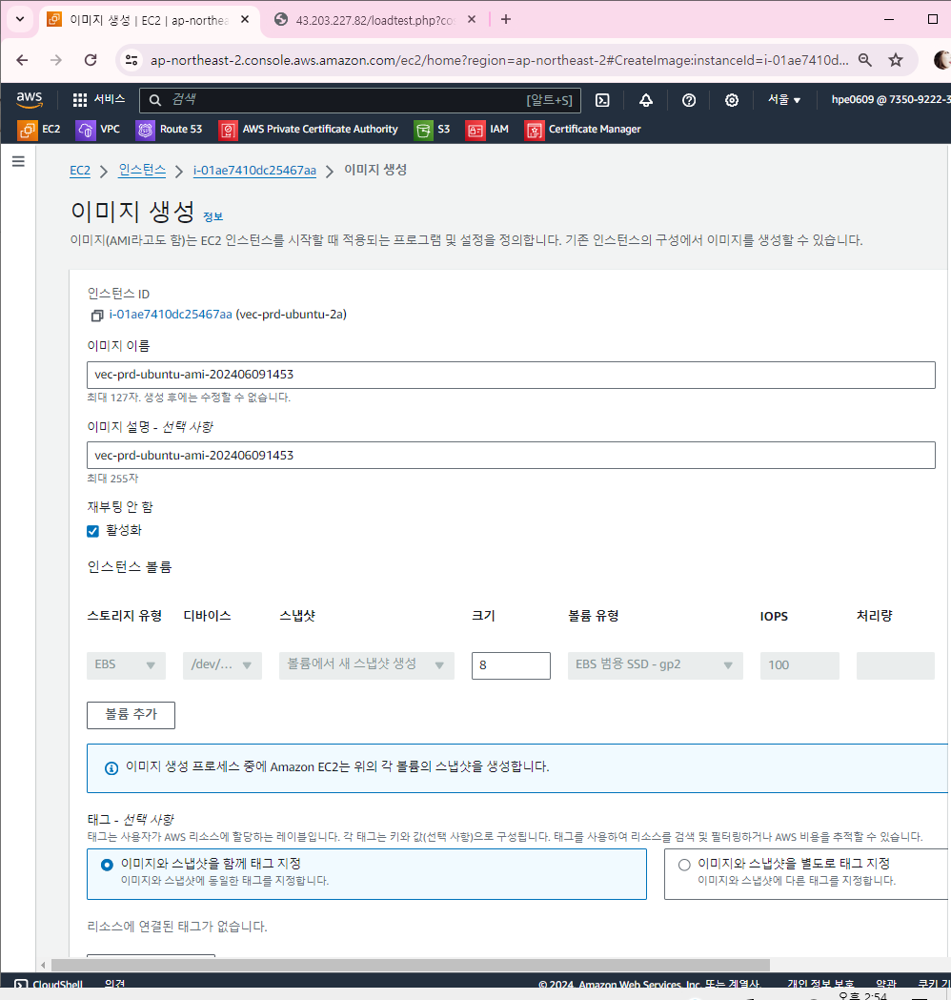 이미지 생성 | EC2 | ap-northea
43.203.227.82/loadtest.php?co
ap-northeast-2.console.aws.amazon.com/ec2/home?region=ap-northeast-2#CreateImage:instanceId=i-01ae7410d...
aws
서비스
검색
[알트+S]
서울
hpe0609 @ 7350-9222-3
EC2
VPC
Route 53
AWS Private Certificate Authority
S3
IAM
Certificate Manager
EC2 > 인스턴스 > i-01ae7410dc25467aa > 이미지 생성
이미지 생성 정보
이미지(AMI라고도 함)는 EC2 인스턴스를 시작할 때 적용되는 프로그램 및 설정을 정의합니다. 기존 인스턴스의 구성에서 이미지를 생성할 수 있습니다.
인스턴스 ID
i-01ae7410dc25467aa (vec-prd-ubuntu-2a)
이미지 이름
vec-prd-ubuntu-ami-202406091453
최대 127자. 생성 후에는 수정할 수 없습니다.
이미지 설명 - 선택 사항
vec-prd-ubuntu-ami-202406091453
최대 255자
재부팅 안 함
활성화
인스턴스 볼륨
스토리지 유형 디바이스 스냅샷 크기 볼륨 유형 IOPS 처리량
EBS /dev/... 볼륨에서 새 스냅샷 생성 8 EBS 범용 SSD - gp2 100
볼륨 추가
이미지 생성 프로세스 중에 Amazon EC2는 위의 각 볼륨의 스냅샷을 생성합니다.
태그 - 선택 사항
태그는 사용자가 AWS 리소스에 할당하는 레이블입니다. 각 태그는 키와 값(선택 사항)으로 구성됩니다. 태그를 사용하여 리소스를 검색 및 필터링하거나 AWS 비용을 추적할 수 있습니다.
이미지와 스냅샷을 함께 태그 지정
이미지와 스냅샷에 동일한 태그를 지정합니다.
이미지와 스냅샷을 별도로 태그 지정
이미지와 스냅샷에 다른 태그를 지정합니다.
리소스에 연결된 태그가 없습니다.
CloudShell 의견 © 2024, Amazon Web Services, Inc. 또는 계열사. 개인 정보 보호 약관 쿠키 기
오후 2:54